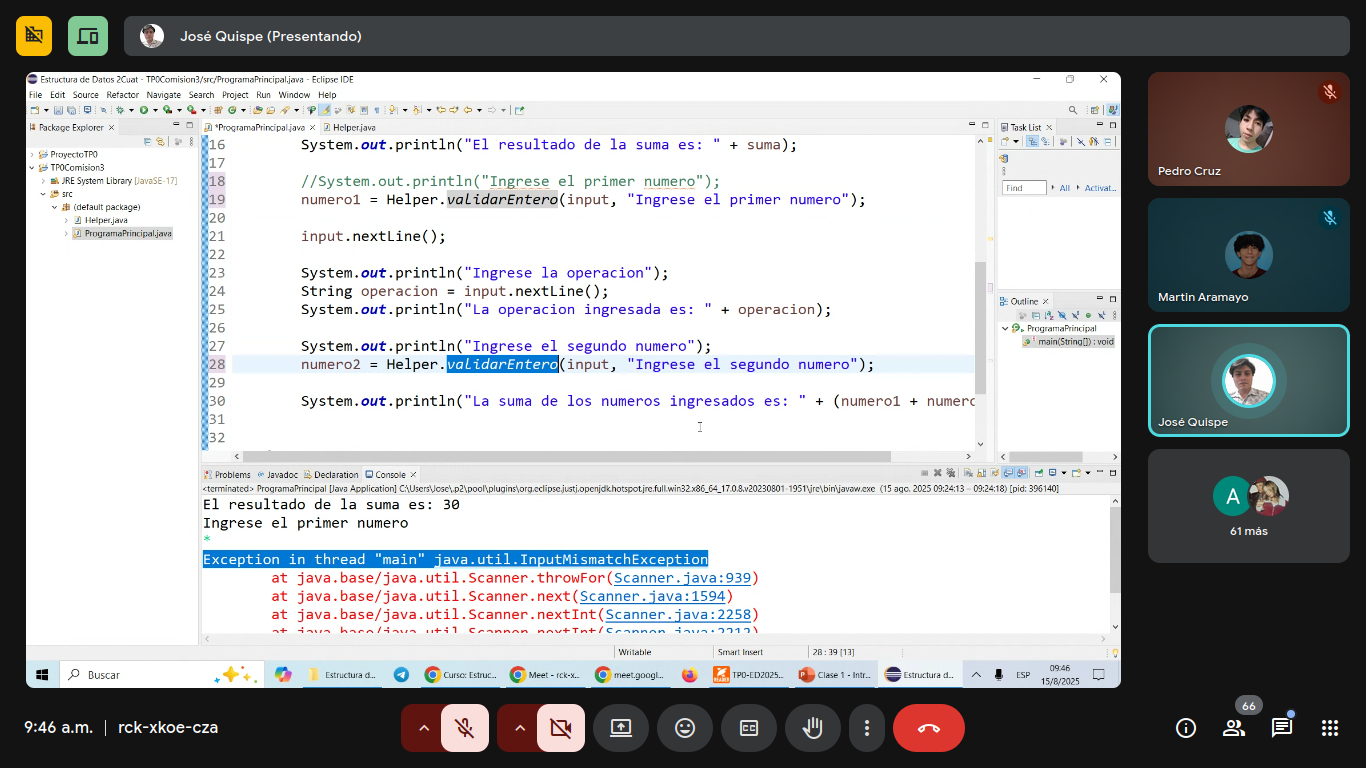 José Quispe (Presentando)
Estructura de Datos 2Cuat - TP0Comision3/src/ProgramaPrincipal.java - Eclipse IDE
File Edit Source Refactor Navigate Search Project Run Window Help
Package Explorer
ProyectoTP0
TP0Comision3
JRE System Library [JavaSE-17]
src
(default package)
Helper.java
ProgramaPrincipal.java
*ProgramaPrincipal.java Helper.java
16 System.out.println("El resultado de la suma es: " + suma);
17
18 //System.out.println("Ingrese el primer numero");
19 numero1 = Helper.validarEntero(input, "Ingrese el primer numero");
20
21 input.nextLine();
22
23 System.out.println("Ingrese la operacion");
24 String operacion = input.nextLine();
25 System.out.println("La operacion ingresada es: " + operacion);
26
27 System.out.println("Ingrese el segundo numero");
28 numero2 = Helper.validarEntero(input, "Ingrese el segundo numero");
29
30 System.out.println("La suma de los numeros ingresados es: " + (numero1 + numero
31
32
Task List
Find All Activat...
Outline
ProgramaPrincipal
main(String[]) : void
Problems Javadoc Declaration Console
<terminated> ProgramaPrincipal [Java Application] C:\Users\Jose\.p2\pool\plugins\org.eclipse.justj.openjdk.hotspot.jre.full.win32.x86_64_17.0.8.v20230801-1951\jre\bin\javaw.exe (15 ago. 2025 09:24:13 – 09:24:18) [pid: 396140]
El resultado de la suma es: 30
Ingrese el primer numero
*
Exception in thread "main" java.util.InputMismatchException
at java.base/java.util.Scanner.throwFor(Scanner.java:939)
at java.base/java.util.Scanner.next(Scanner.java:1594)
at java.base/java.util.Scanner.nextInt(Scanner.java:2258)
at java.base/java.util.Scanner.nextInt(Scanner.java:2212)
Writable Smart Insert 28 : 39 [13]
Buscar
Estructura d...
Curso: Estruc...
Meet - rck-x...
meet.googl...
TP0-ED2025...
Clase 1 - Intr...
Estructura d...
ESP
09:46
15/8/2025
Pedro Cruz
Martin Aramayo
José Quispe
A
61 más
9:46 a.m. | rck-xkoe-cza
66